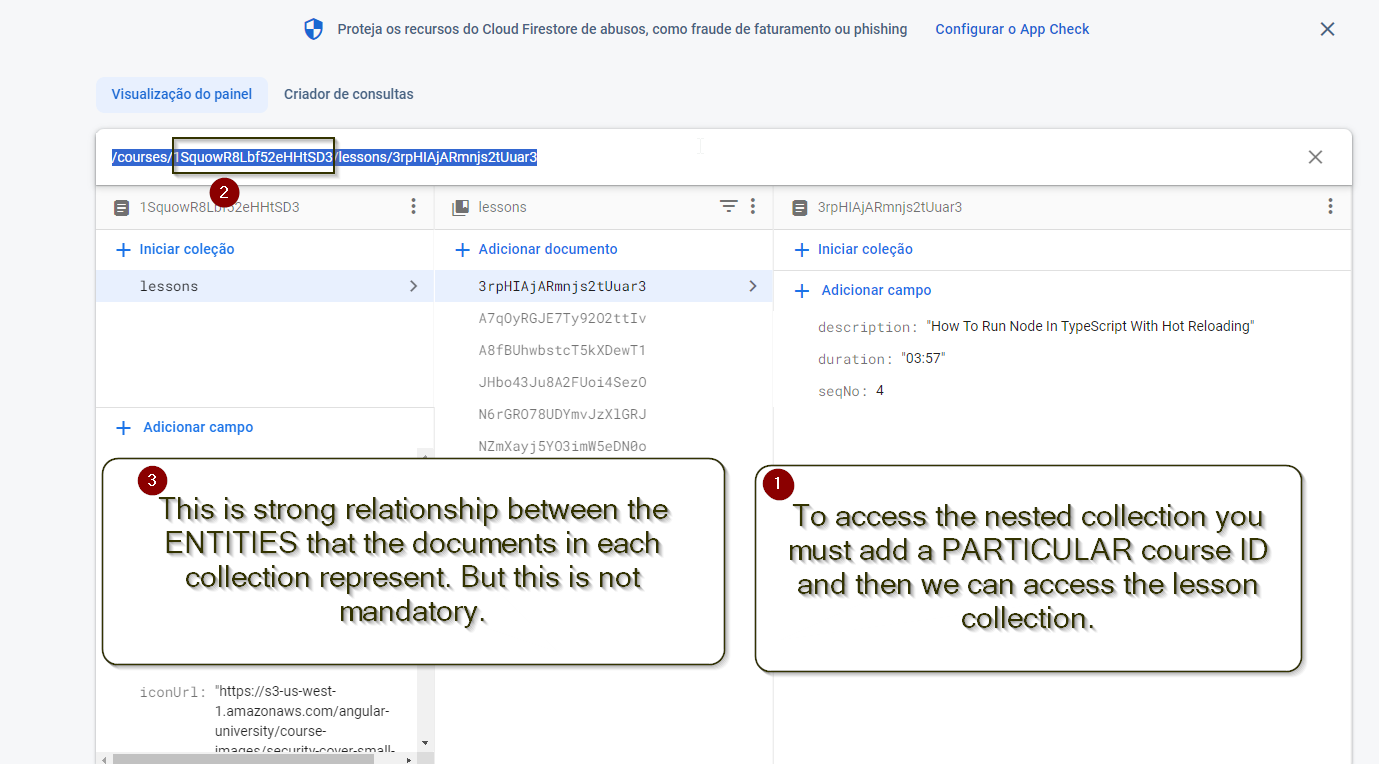 Proteja os recursos do Cloud Firestore de abusos, como fraude de faturamento ou phishing Configurar o App Check
Visualização do painel Criador de consultas
/courses/1SquowR8Lbf52eHHtSD3/lessons/3rpHIAjARmnjs2tUuar3
2
1SquowR8Lbf52eHHtSD3 lessons 3rpHIAjARmnjs2tUuar3
Iniciar coleção Adicionar documento Iniciar coleção
lessons 3rpHIAjARmnjs2tUuar3 Adicionar campo
A7qOyRGJE7Ty92O2ttIv description: "How To Run Node In TypeScript With Hot Reloading"
A8fBUhwbstcT5kXDewT1 duration: "03:57"
JHbo43Ju8A2FUoi4SezO seqNo: 4
N6rGRO78UDYmvJzXlGRJ
Adicionar campo
NZmXayj5YO3imW5eDN0o
3
This is strong relationship between the
ENTITIES that the documents in each
collection represent. But this is not
mandatory.
1
To access the nested collection you
must add a PARTICULAR course ID
and then we can access the lesson
collection.
iconUrl: "https://s3-us-west-
1.amazonaws.com/angular-
university/course-
images/security-cover-small-